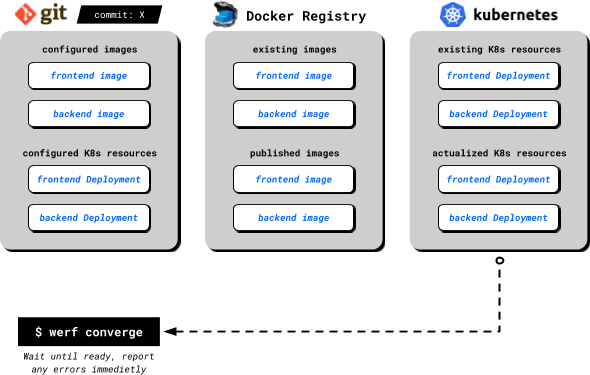 git
commit: X
configured images
frontend image
backend image
configured K8s resources
frontend Deployment
backend Deployment
Docker Registry
existing images
frontend image
backend image
published images
frontend image
backend image
kubernetes
existing K8s resources
frontend Deployment
backend Deployment
actualized K8s resources
frontend Deployment
backend Deployment
$ werf converge
Wait until ready, report
any errors immedietly